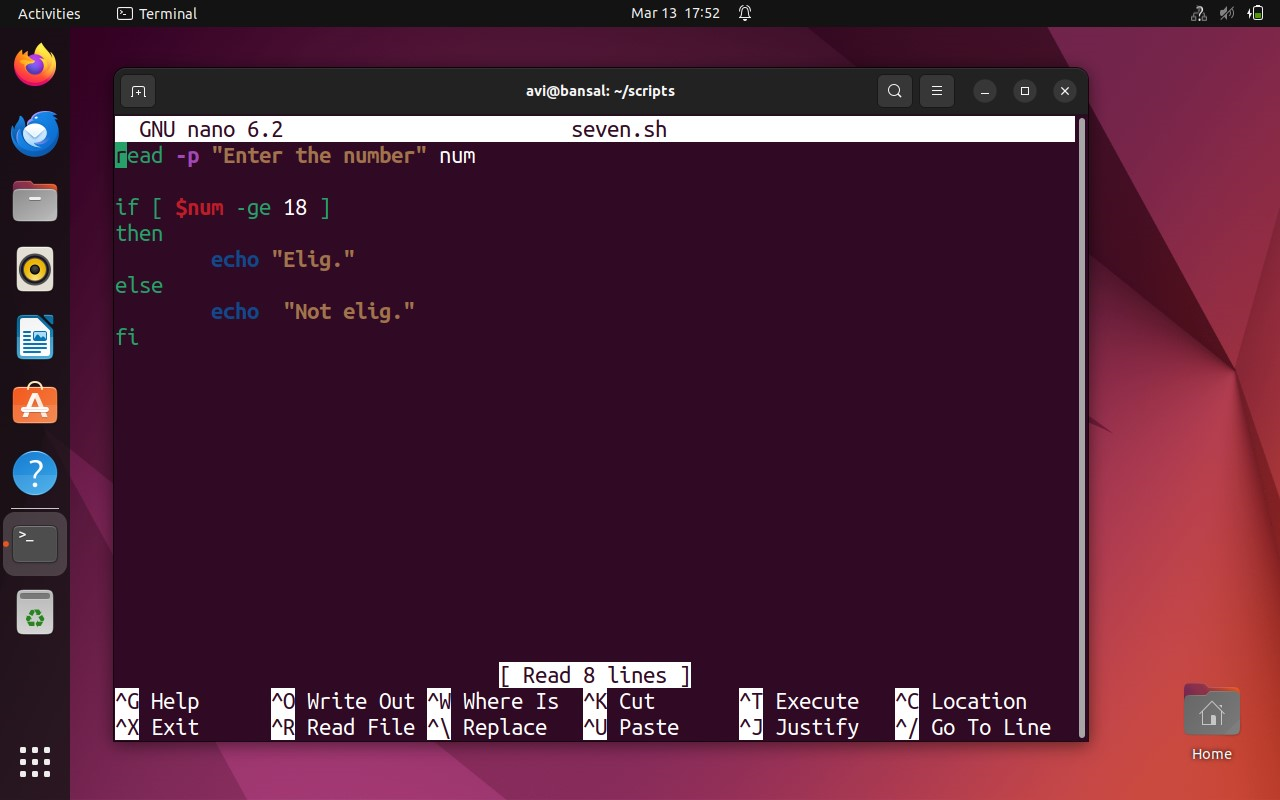 Activities Terminal Mar 13 17:52
avi@bansal: ~/scripts
GNU nano 6.2 seven.sh
read -p "Enter the number" num
if [ $num -ge 18 ]
then
echo "Elig."
else
echo  "Not elig."
fi
[ Read 8 lines ]
^G Help ^O Write Out ^W Where Is ^K Cut ^T Execute ^C Location
^X Exit ^R Read File ^\ Replace ^U Paste ^J Justify ^/ Go To Line
Home